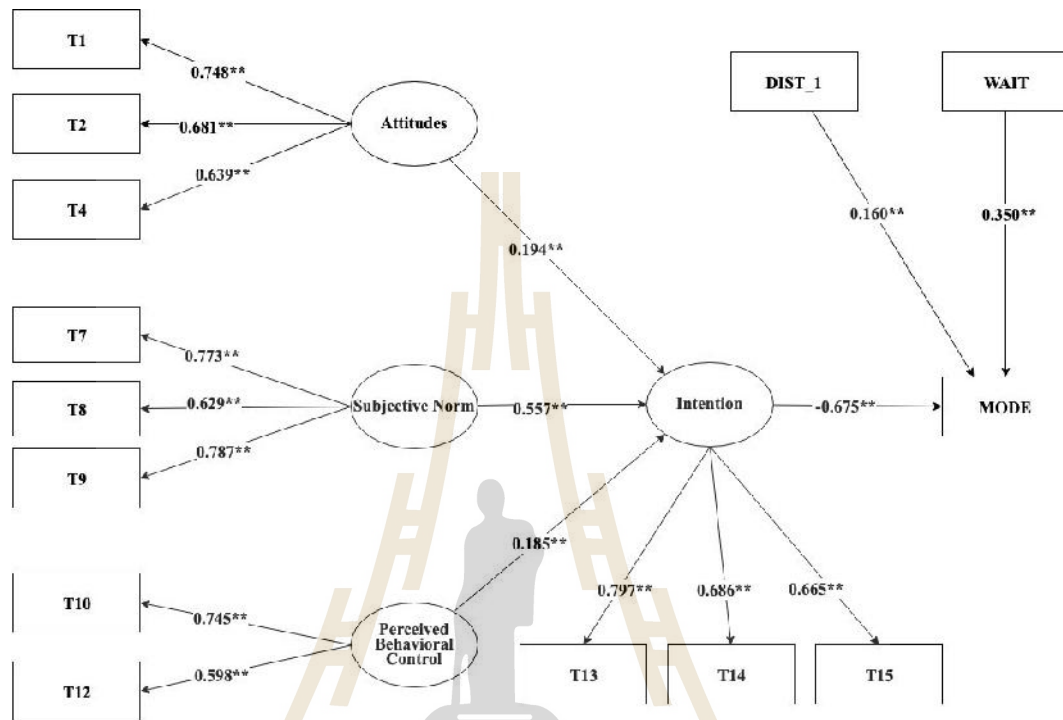 T1
0.748**
T2
0.681**
Attitudes
T4
0.639**
DIST_1
WAIT
0.194**
0.160**
0.350**
T7
0.773**
T8
0.629**
Subjective Norm
0.557**
Intention
-0.675**
MODE
T9
0.787**
0.185**
T10
0.745**
Perceived
Behavioral
Control
T12
0.598**
0.797**
0.686**
0.665**
T13
T14
T15